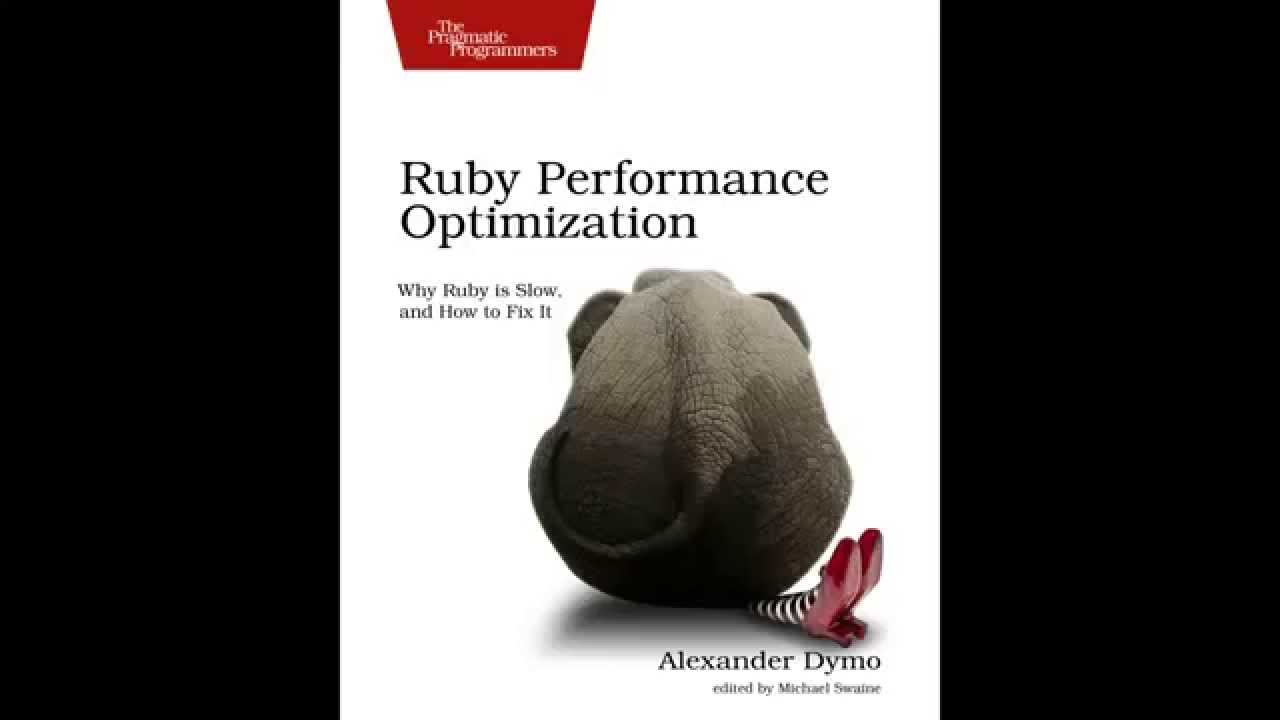 The
Pragmatic
Programmers
Ruby Performance
Optimization
Why Ruby is Slow,
and How to Fix It
Alexander Dymo
edited by Michael Swaine